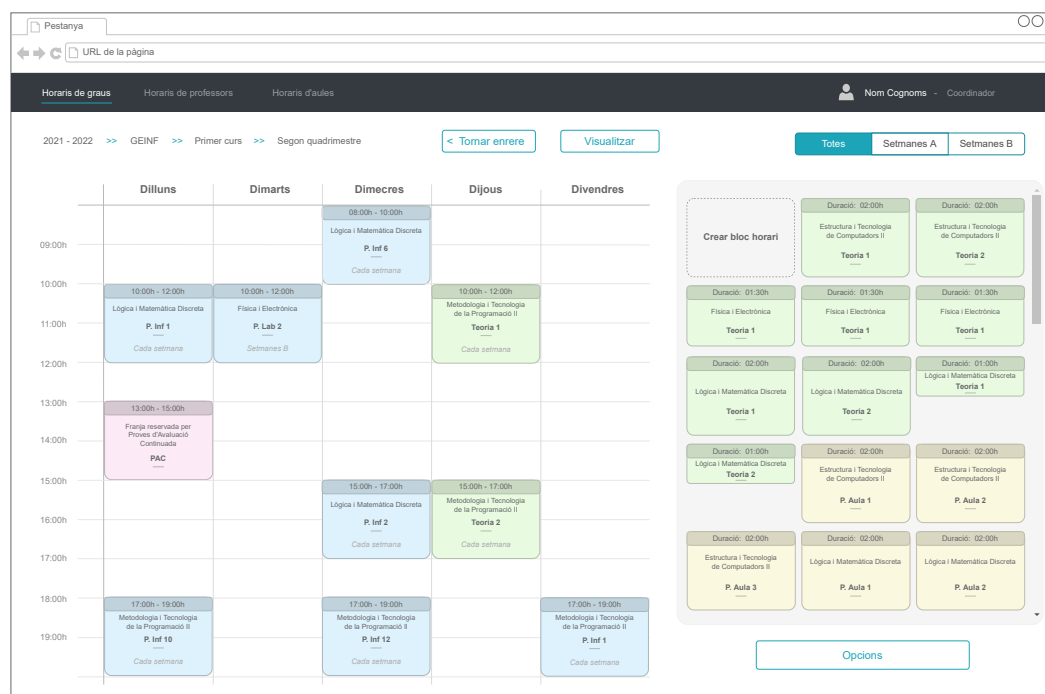 Pestanya
URL de la pàgina
Horaris de graus Horaris de professors Horaris d'aules Nom Cognoms - Coordinador
2021 - 2022 >> GEINF >> Primer curs >> Segon quadrimestre
< Tornar enrere
Visualitzar
Totes Setmanes A Setmanes B
Dilluns Dimarts Dimecres Dijous Divendres
09:00h
10:00h
11:00h
12:00h
13:00h
14:00h
15:00h
16:00h
17:00h
18:00h
19:00h
10:00h - 12:00h
Lògica i Matemàtica Discreta
P. Inf 1
Cada setmana
13:00h - 15:00h
Franja reservada per
Proves d'Avaluació
Continuada
PAC
17:00h - 19:00h
Metodologia i Tecnologia
de la Programació II
P. Inf 10
Cada setmana
10:00h - 12:00h
Física i Electrònica
P. Lab 2
Setmanes B
08:00h - 10:00h
Lògica i Matemàtica Discreta
P. Inf 6
Cada setmana
15:00h - 17:00h
Lògica i Matemàtica Discreta
P. Inf 2
Cada setmana
17:00h - 19:00h
Metodologia i Tecnologia
de la Programació II
P. Inf 12
Cada setmana
10:00h - 12:00h
Metodologia i Tecnologia
de la Programació II
Teoria 1
Cada setmana
15:00h - 17:00h
Metodologia i Tecnologia
de la Programació II
Teoria 2
Cada setmana
17:00h - 19:00h
Metodologia i Tecnologia
de la Programació II
P. Inf 1
Cada setmana
Crear bloc horari
Duració: 02:00h
Estructura i Tecnologia
de Computadors II
Teoria 1
Duració: 02:00h
Estructura i Tecnologia
de Computadors II
Teoria 2
Duració: 01:30h
Física i Electrònica
Teoria 1
Duració: 01:30h
Física i Electrònica
Teoria 1
Duració: 01:30h
Física i Electrònica
Teoria 1
Duració: 02:00h
Lògica i Matemàtica Discreta
Teoria 1
Duració: 02:00h
Lògica i Matemàtica Discreta
Teoria 2
Duració: 01:00h
Lògica i Matemàtica Discreta
Teoria 1
Duració: 01:00h
Lògica i Matemàtica Discreta
Teoria 2
Duració: 02:00h
Estructura i Tecnologia
de Computadors II
P. Aula 1
Duració: 02:00h
Estructura i Tecnologia
de Computadors II
P. Aula 2
Duració: 02:00h
Estructura i Tecnologia
de Computadors II
P. Aula 3
Duració: 02:00h
Lògica i Matemàtica Discreta
P. Aula 1
Duració: 02:00h
Lògica i Matemàtica Discreta
P. Aula 2
Opcions